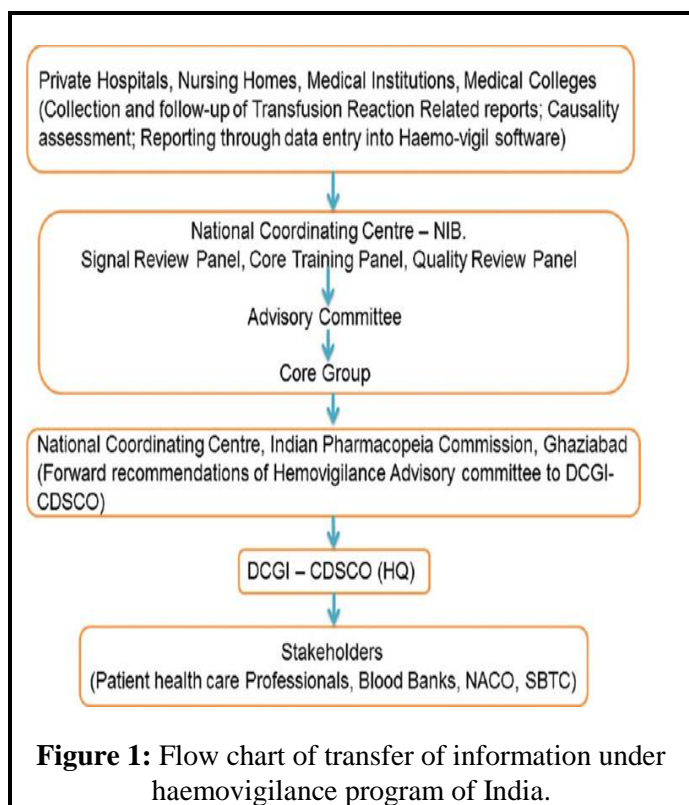 Private Hospitals, Nursing Homes, Medical Institutions, Medical Colleges
(Collection and follow-up of Transfusion Reaction Related reports; Causality
assessment; Reporting through data entry into Haemo-vigil software)
National Coordinating Centre – NIB.
Signal Review Panel, Core Training Panel, Quality Review Panel
Advisory Committee
Core Group
National Coordinating Centre, Indian Pharmacopeia Commission, Ghaziabad
(Forward recommendations of Hemovigilance Advisory committee to DCGI-
CDSCO)
DCGI – CDSCO (HQ)
Stakeholders
(Patient health care Professionals, Blood Banks, NACO, SBTC)
Figure 1: Flow chart of transfer of information under
haemovigilance program of India.